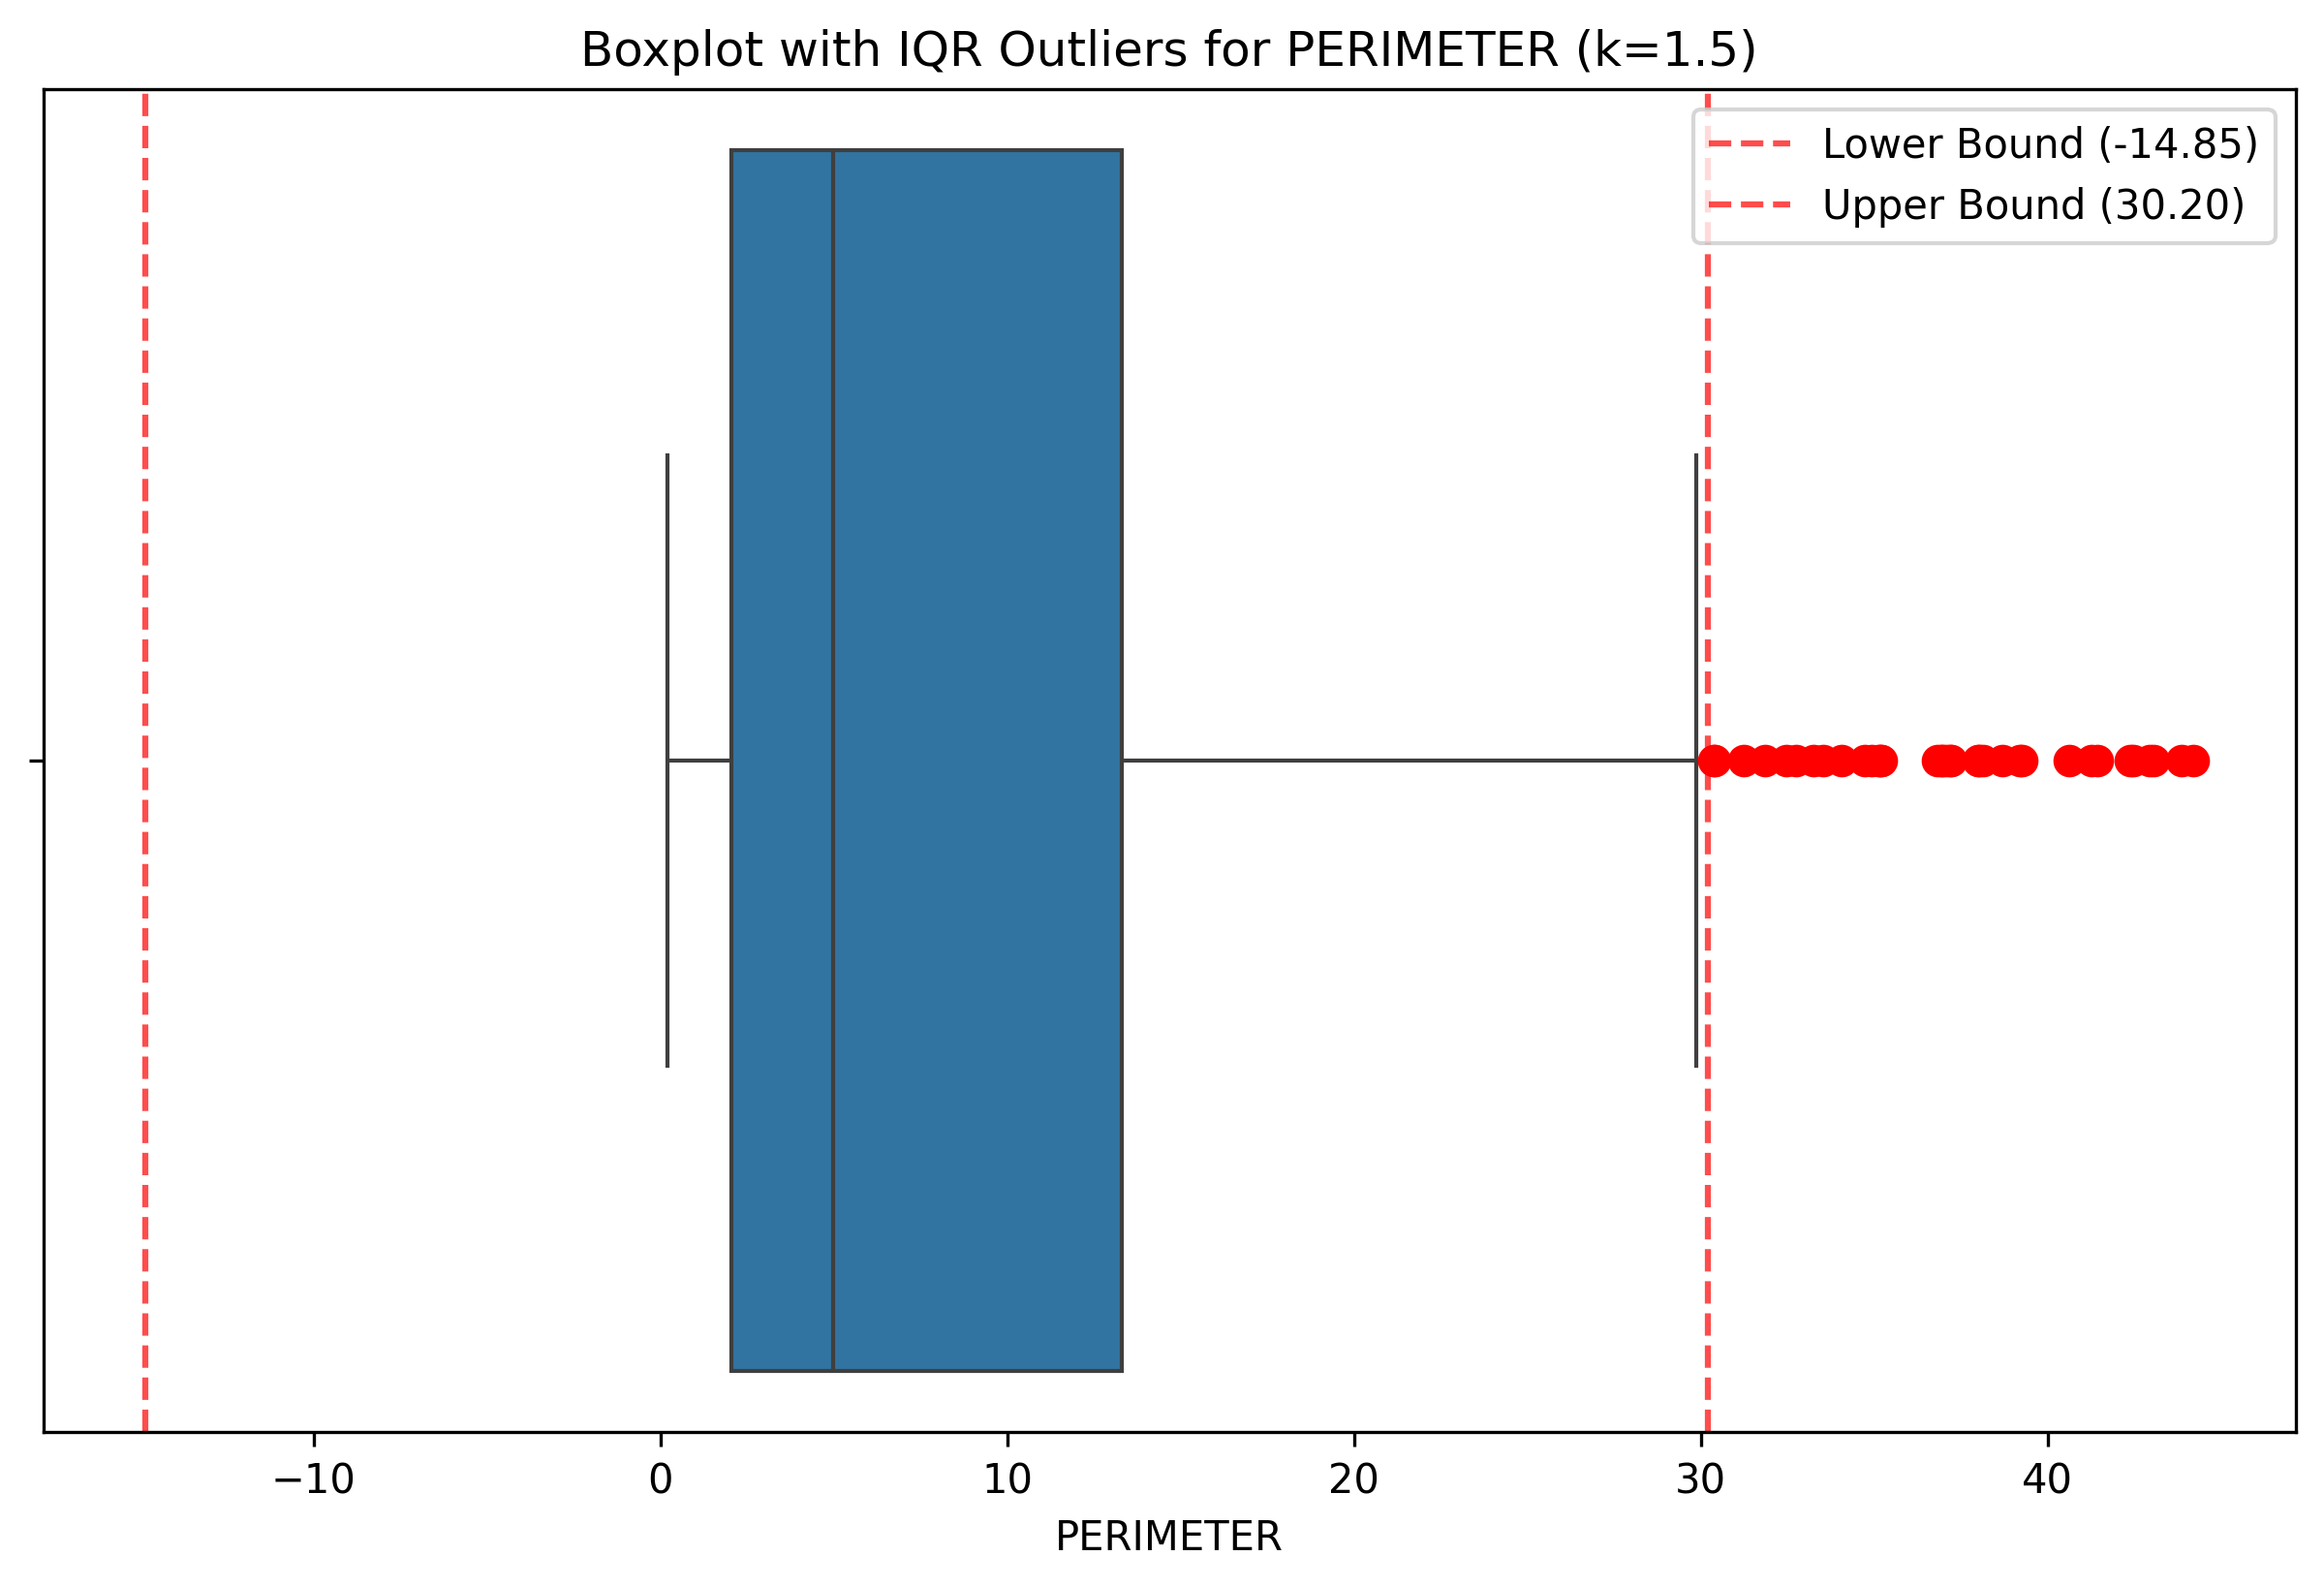 Boxplot with IQR Outliers for PERIMETER (k=1.5)
Lower Bound (-14.85)
Upper Bound (30.20)
−10 0 10 20 30 40
PERIMETER